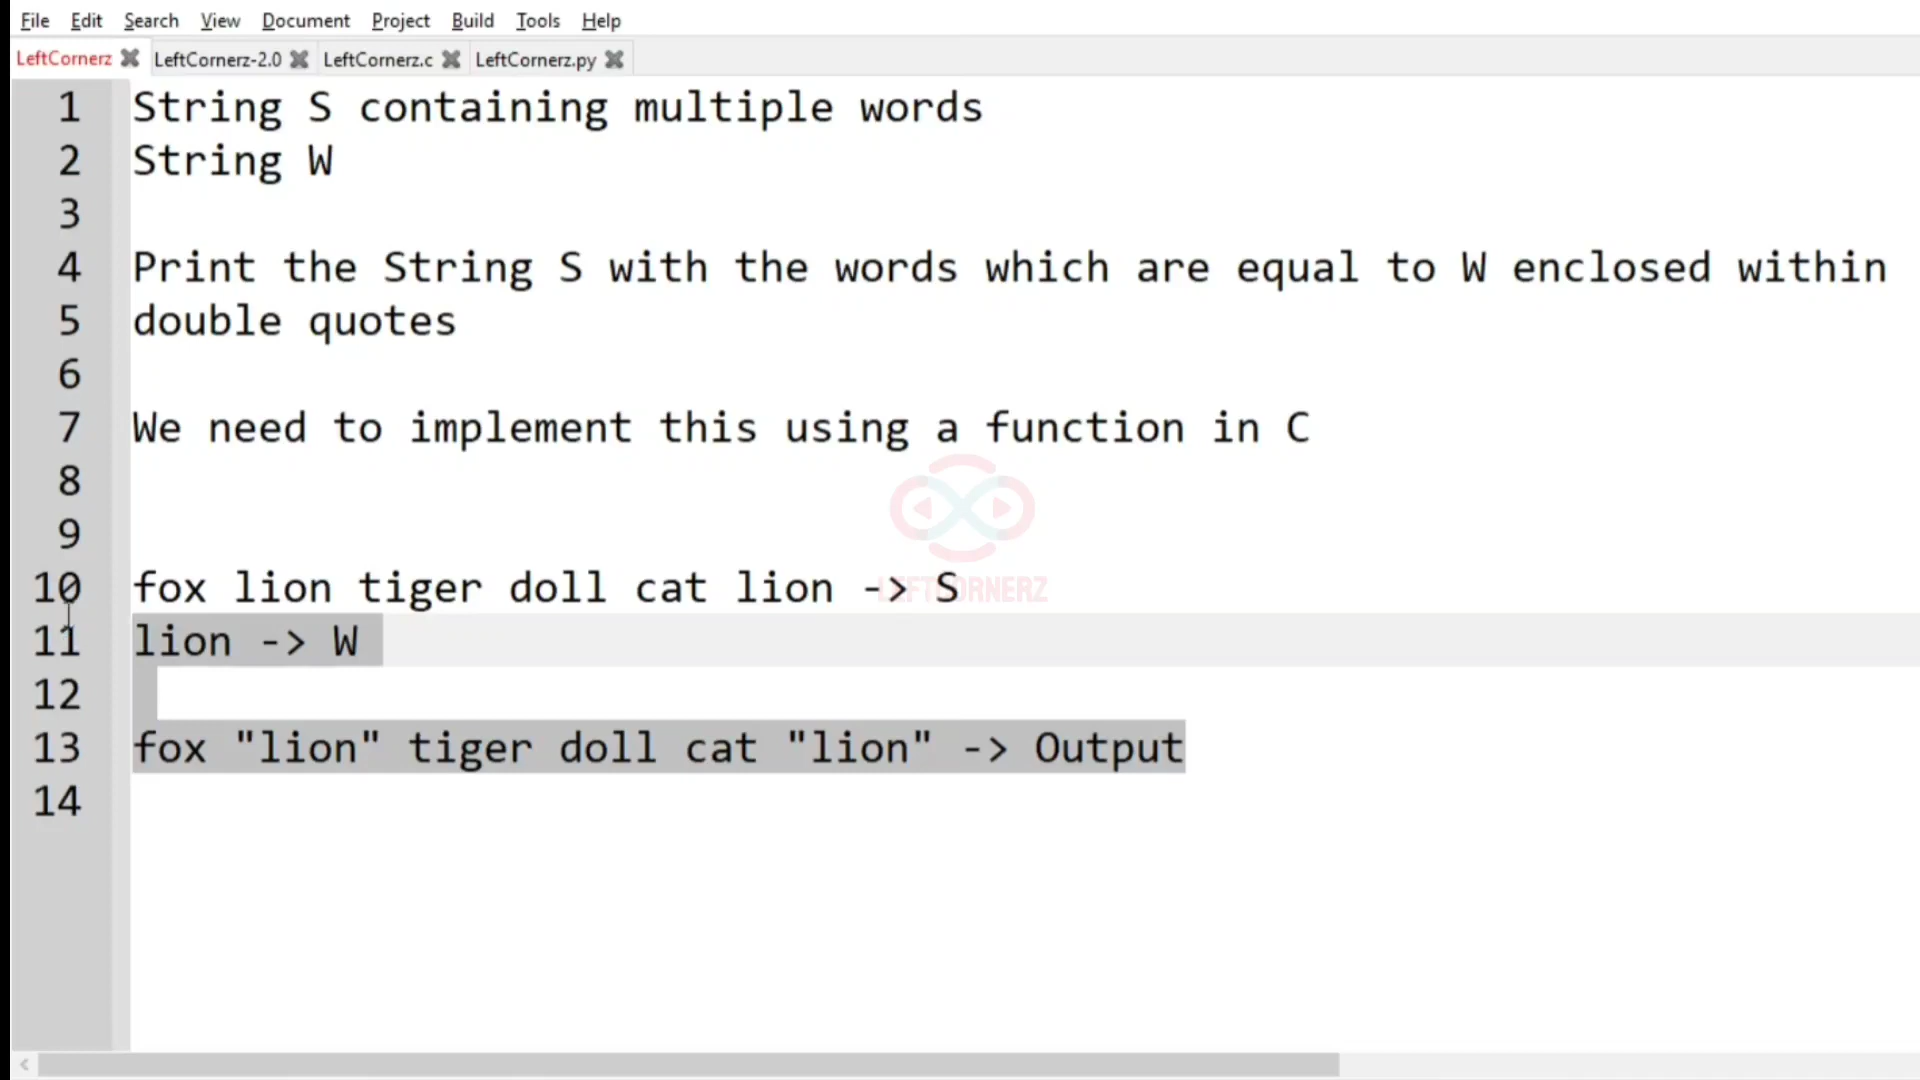 File Edit Search View Document Project Build Tools Help
LeftCornerz LeftCornerz-2.0 LeftCornerz.c LeftCornerz.py
1 String S containing multiple words
2 String W
3
4 Print the String S with the words which are equal to W enclosed within
5 double quotes
6
7 We need to implement this using a function in C
8
9
10 fox lion tiger doll cat lion -> S
LEFTCORNERZ
11 lion -> W
12
13 fox "lion" tiger doll cat "lion" -> Output
14